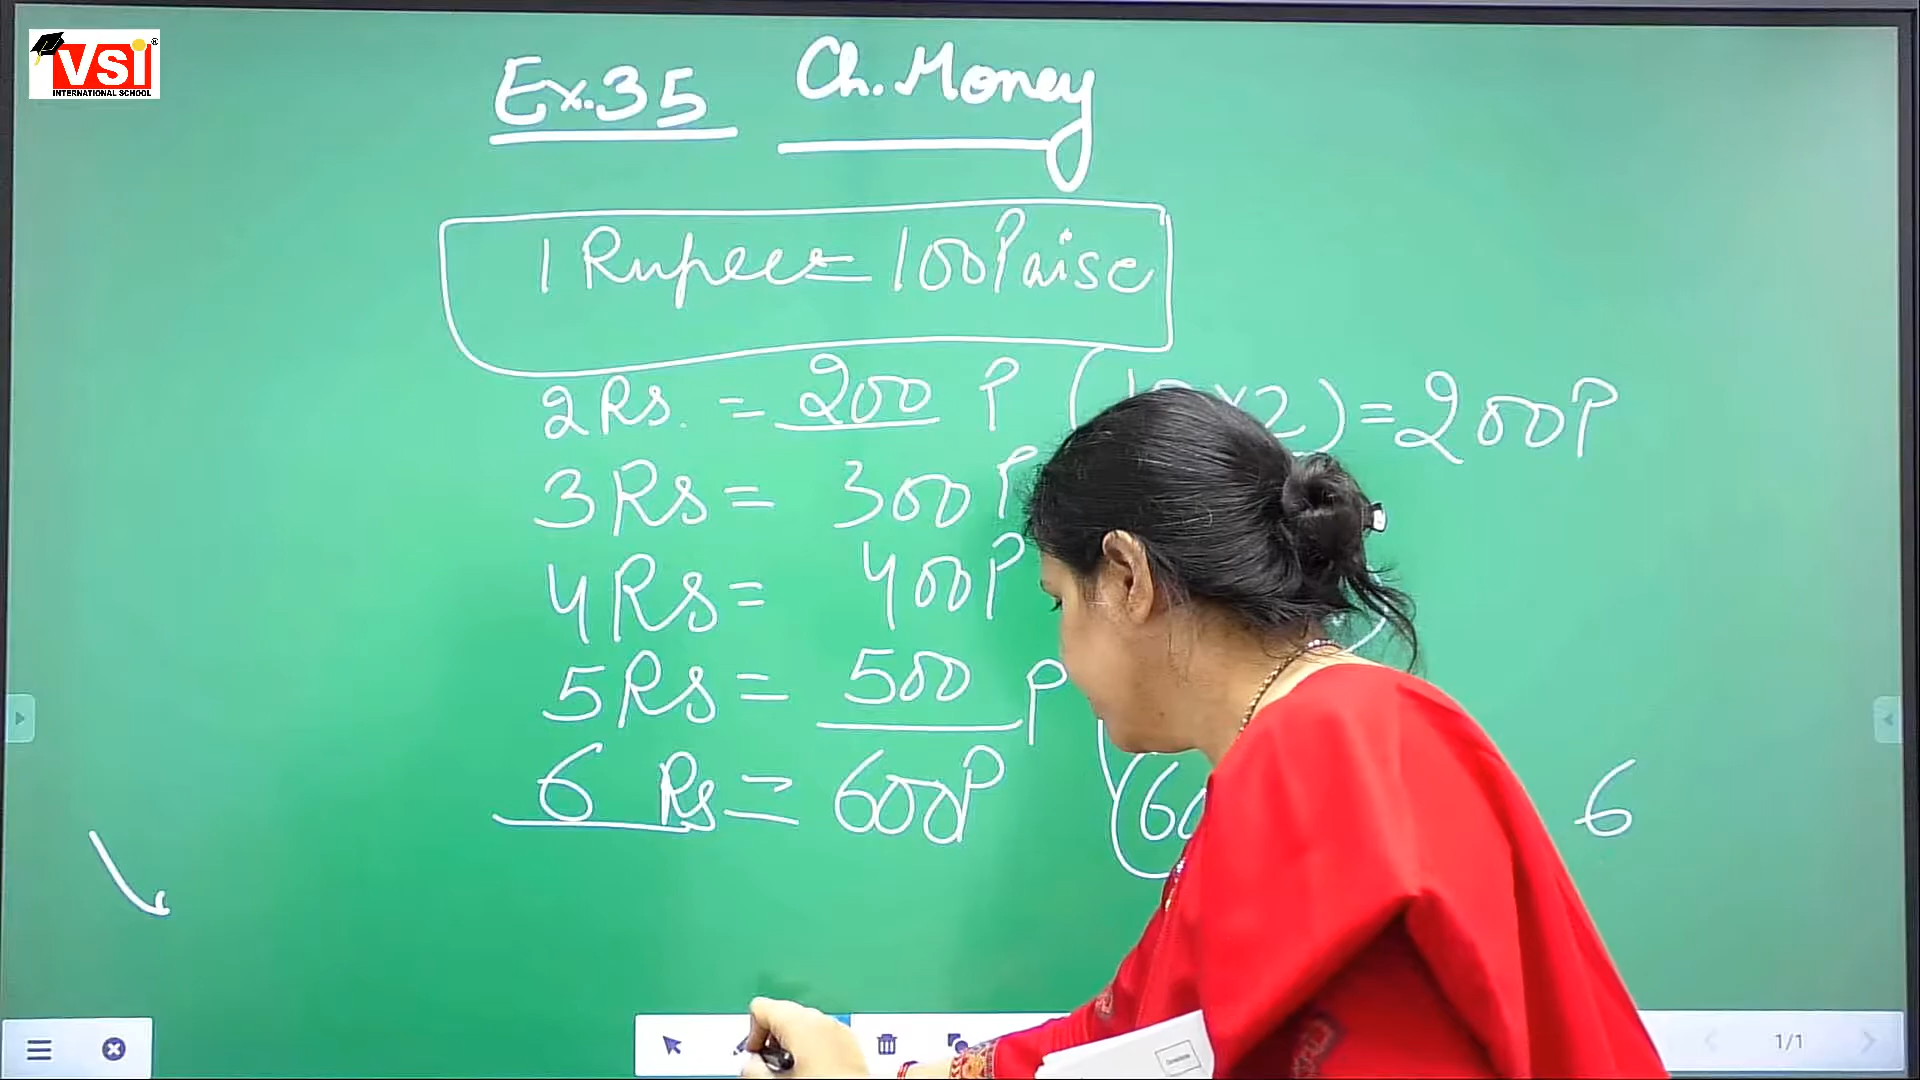 VSI
INTERNATIONAL SCHOOL
Ex.35 Ch. Money
1 Rupee = 100 Paise
2 Rs. = 200 P ( ×2) = 200P
3 Rs = 300 P
4 Rs = 400P
5 Rs = 500 P
6 Rs = 600P 6
1/1